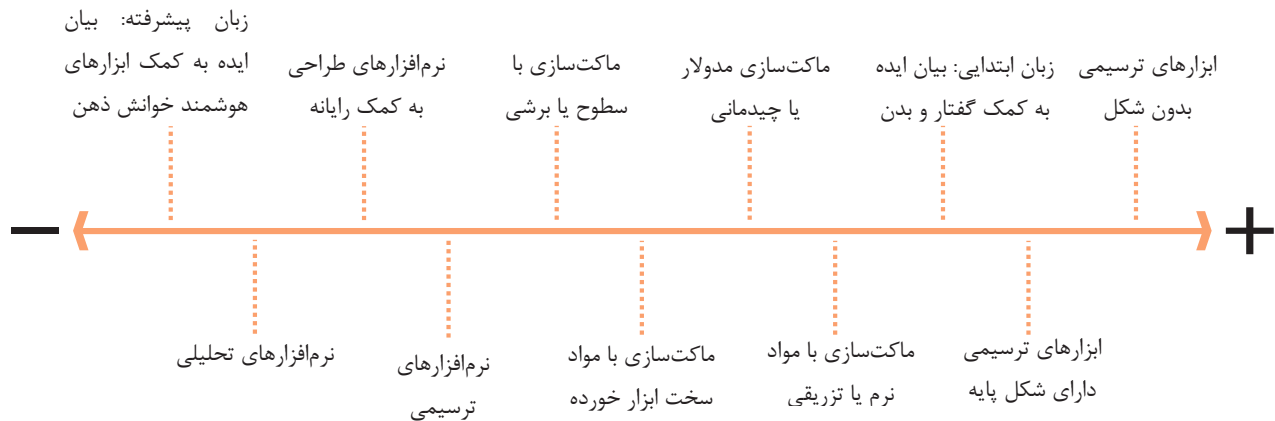 ابزارهای ترسیمی
بدون شکل
زبان ابتدایی: بیان ایده
به کمک گفتار و بدن
ماکت‌سازی مدولار
یا چیدمانی
ماکت‌سازی با
سطوح یا برشی
نرم‌افزارهای طراحی
به کمک رایانه
زبان پیشرفته: بیان
ایده به کمک ابزارهای
هوشمند خوانش ذهن
+
−
ابزارهای ترسیمی
دارای شکل پایه
ماکت‌سازی با مواد
نرم یا تزریقی
ماکت‌سازی با مواد
سخت ابزار خورده
نرم‌افزارهای
ترسیمی
نرم‌افزارهای تحلیلی